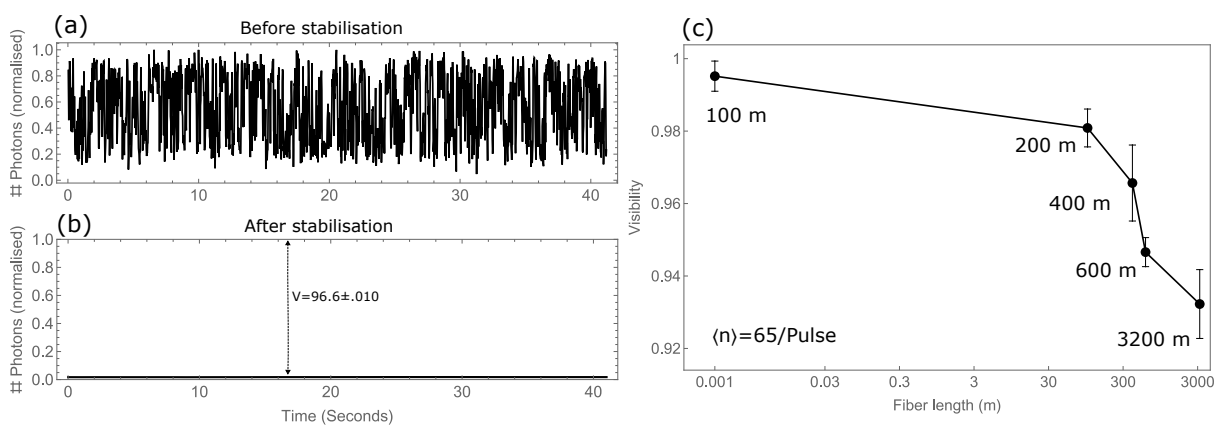 (a)
Before stabilisation
# Photons (normalised)
1.0
0.8
0.6
0.4
0.2
0.0
0 10 20 30 40
(b)
After stabilisation
# Photons (normalised)
1.0
0.8
0.6
0.4
0.2
0.0
V=96.6±.010
0 10 20 30 40
Time (Seconds)
(c)
Visibility
1
0.98
0.96
0.94
0.92
100 m
200 m
400 m
600 m
3200 m
⟨n⟩=65/Pulse
0.001 0.03 0.3 3 30 300 3000
Fiber length (m)